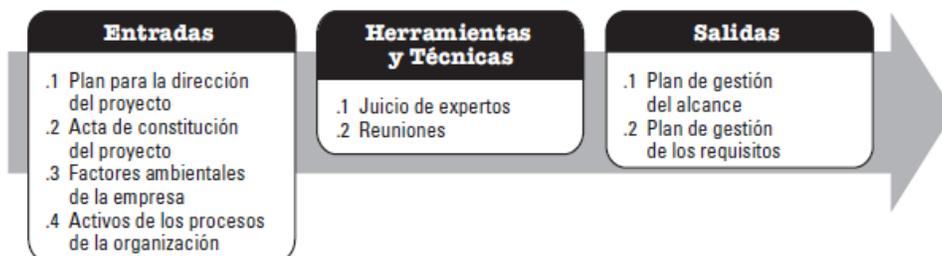 Entradas
.1 Plan para la dirección
del proyecto
.2 Acta de constitución
del proyecto
.3 Factores ambientales
de la empresa
.4 Activos de los procesos
de la organización
Herramientas
y Técnicas
.1 Juicio de expertos
.2 Reuniones
Salidas
.1 Plan de gestión
del alcance
.2 Plan de gestión
de los requisitos